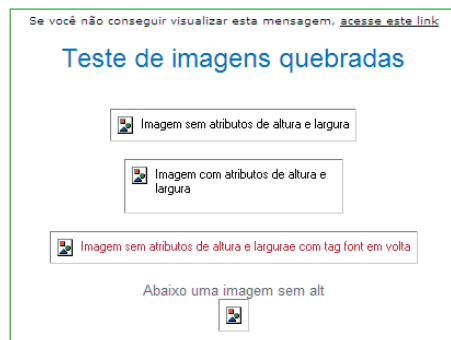 Se você não conseguir visualizar esta mensagem, acesse este link
Teste de imagens quebradas
Imagem sem atributos de altura e largura
Imagem com atributos de altura e
largura
Imagem sem atributos de altura e largurae com tag font em volta
Abaixo uma imagem sem alt